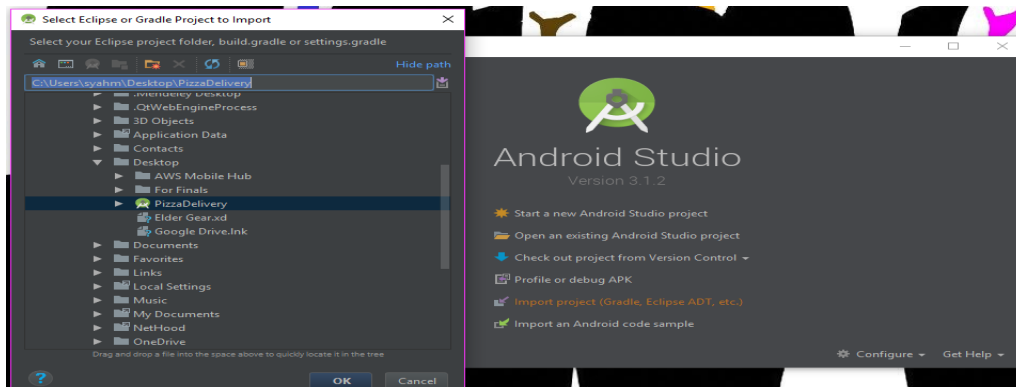 Select Eclipse or Gradle Project to Import
Select your Eclipse project folder, build.gradle or settings.gradle
Hide path
C:\Users\syahm\Desktop\PizzaDelivery
.Mendeley Desktop
.QtWebEngineProcess
3D Objects
Application Data
Contacts
Desktop
AWS Mobile Hub
For Finals
PizzaDelivery
Elder Gear.xd
Google Drive.lnk
Documents
Favorites
Links
Local Settings
Music
My Documents
NetHood
OneDrive
Drag and drop a file into the space above to quickly locate it in the tree
?
OK
Cancel
Android Studio
Version 3.1.2
Start a new Android Studio project
Open an existing Android Studio project
Check out project from Version Control
Profile or debug APK
Import project (Gradle, Eclipse ADT, etc.)
Import an Android code sample
Configure
Get Help